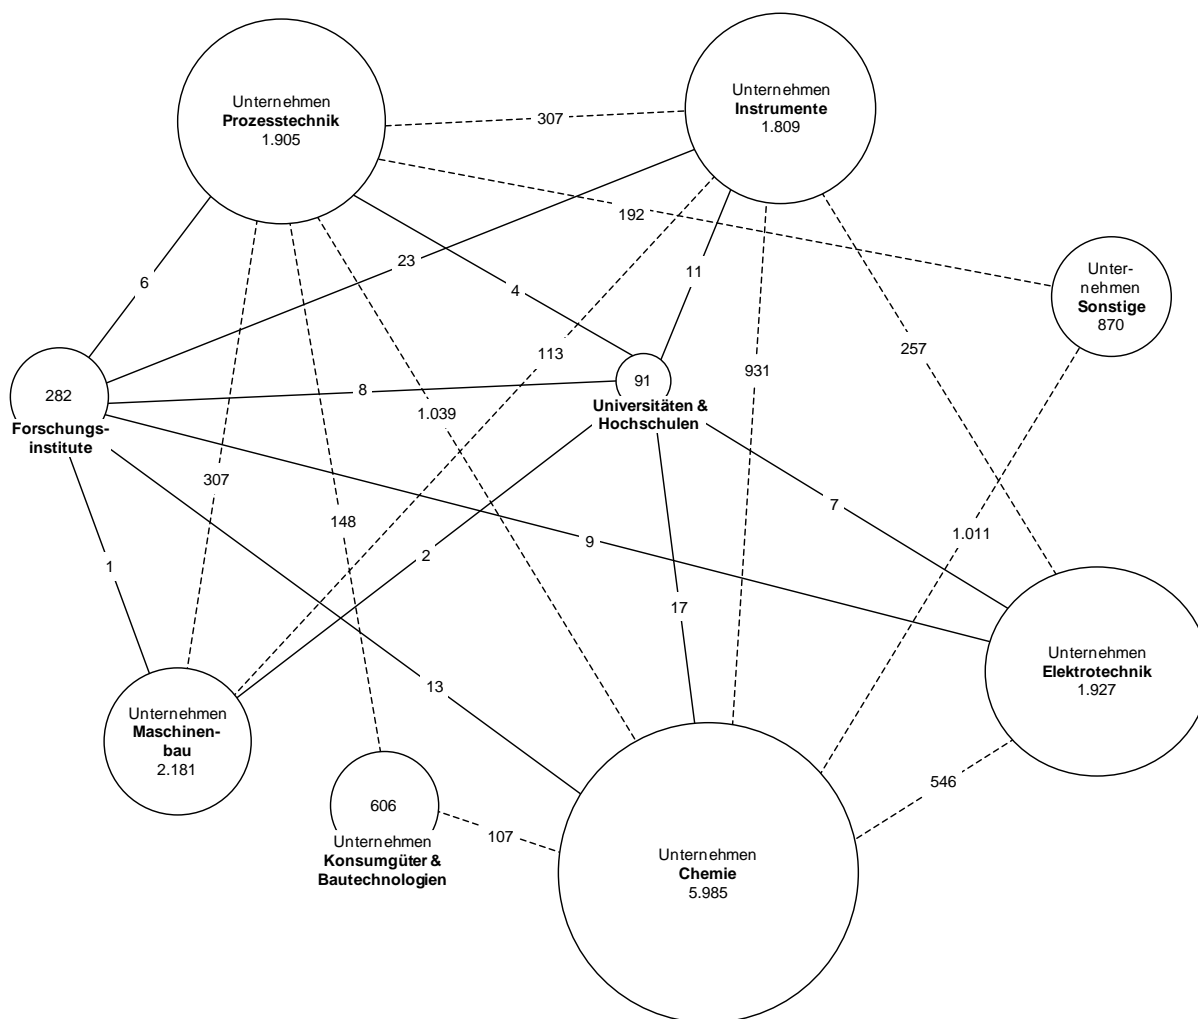 Unternehmen
Prozesstechnik
1.905
Unternehmen
Instrumente
1.809
307
192
Unter-
nehmen
Sonstige
870
6
23
4
11
113
931
257
282
Forschungs-
institute
8
91
Universitäten &
Hochschulen
1.039
307
148
7
1.011
9
2
1
17
13
Unternehmen
Maschinen-
bau
2.181
Unternehmen
Elektrotechnik
1.927
546
606
Unternehmen
Konsumgüter &
Bautechnologien
107
Unternehmen
Chemie
5.985